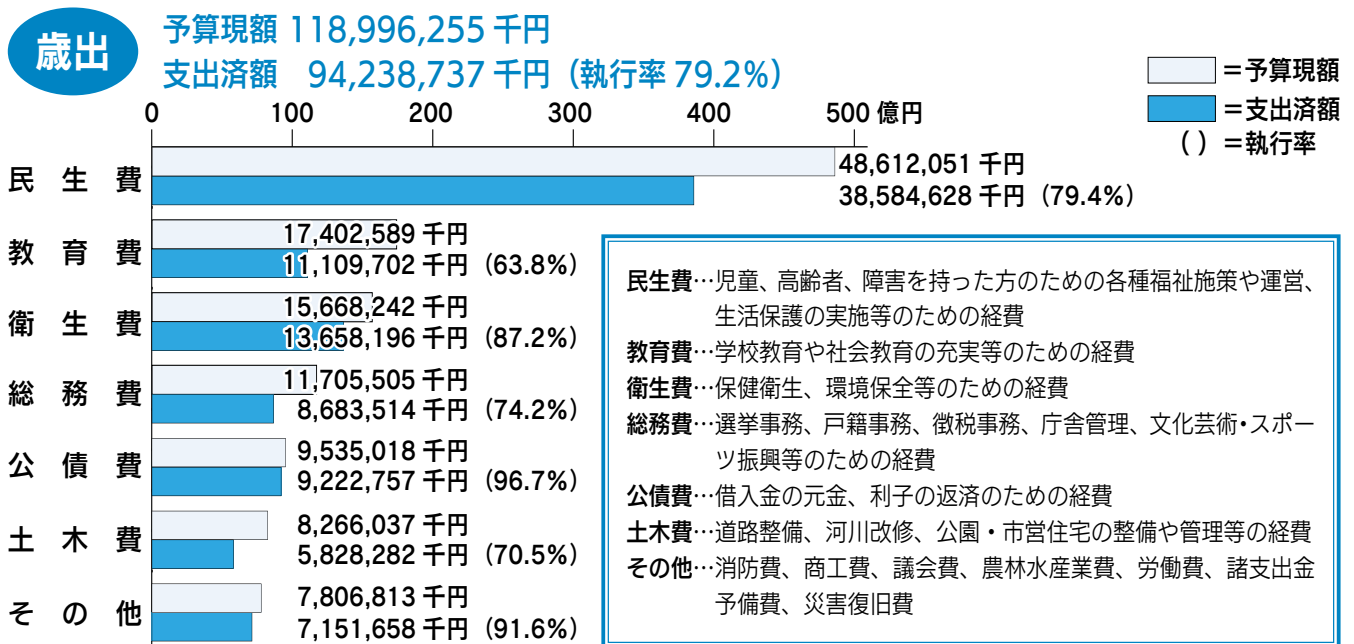 歳出
予算現額 118,996,255 千円
支出済額 94,238,737 千円（執行率 79.2%）
＝予算現額
＝支出済額
( ) ＝執行率
0 100 200 300 400 500 億円
民生費
48,612,051 千円
38,584,628 千円（79.4%）
教育費
17,402,589 千円
11,109,702 千円（63.8%）
衛生費
15,668,242 千円
13,658,196 千円（87.2%）
総務費
11,705,505 千円
8,683,514 千円（74.2%）
公債費
9,535,018 千円
9,222,757 千円（96.7%）
土木費
8,266,037 千円
5,828,282 千円（70.5%）
その他
7,806,813 千円
7,151,658 千円（91.6%）
民生費…児童、高齢者、障害を持った方のための各種福祉施策や運営、
生活保護の実施等のための経費
教育費…学校教育や社会教育の充実等のための経費
衛生費…保健衛生、環境保全等のための経費
総務費…選挙事務、戸籍事務、徴税事務、庁舎管理、文化芸術・スポー
ツ振興等のための経費
公債費…借入金の元金、利子の返済のための経費
土木費…道路整備、河川改修、公園・市営住宅の整備や管理等の経費
その他…消防費、商工費、議会費、農林水産業費、労働費、諸支出金
予備費、災害復旧費